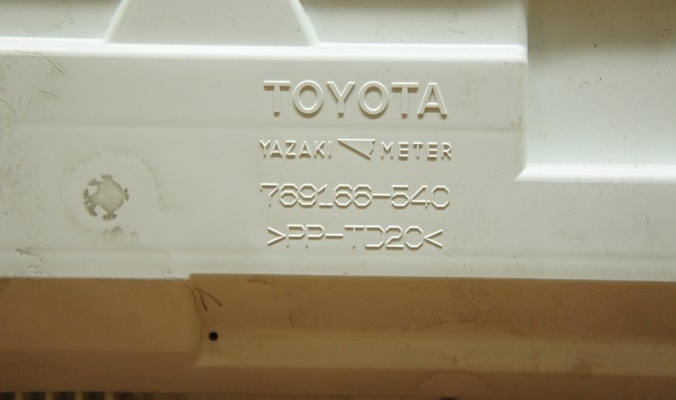 TOYOTA
YAZAKI METER
769166-540
>PP-TD20<